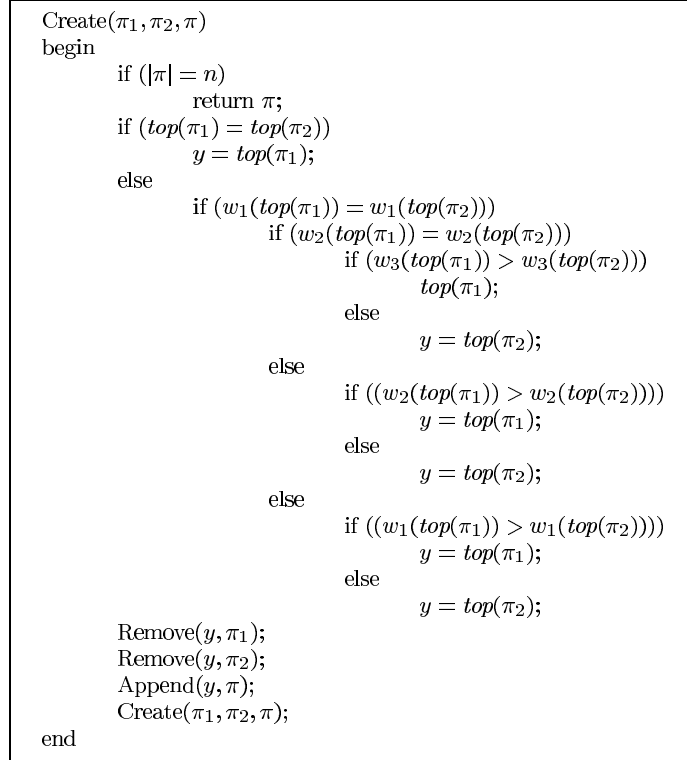 Create(π₁, π₂, π)
begin
if (|π| = n)
return π;
if (top(π₁) = top(π₂))
y = top(π₁);
else
if (w₁(top(π₁)) = w₁(top(π₂)))
if (w₂(top(π₁)) = w₂(top(π₂)))
if (w₃(top(π₁)) > w₃(top(π₂)))
top(π₁);
else
y = top(π₂);
else
if ((w₂(top(π₁)) > w₂(top(π₂))))
y = top(π₁);
else
y = top(π₂);
else
if ((w₁(top(π₁)) > w₁(top(π₂))))
y = top(π₁);
else
y = top(π₂);
Remove(y, π₁);
Remove(y, π₂);
Append(y, π);
Create(π₁, π₂, π);
end